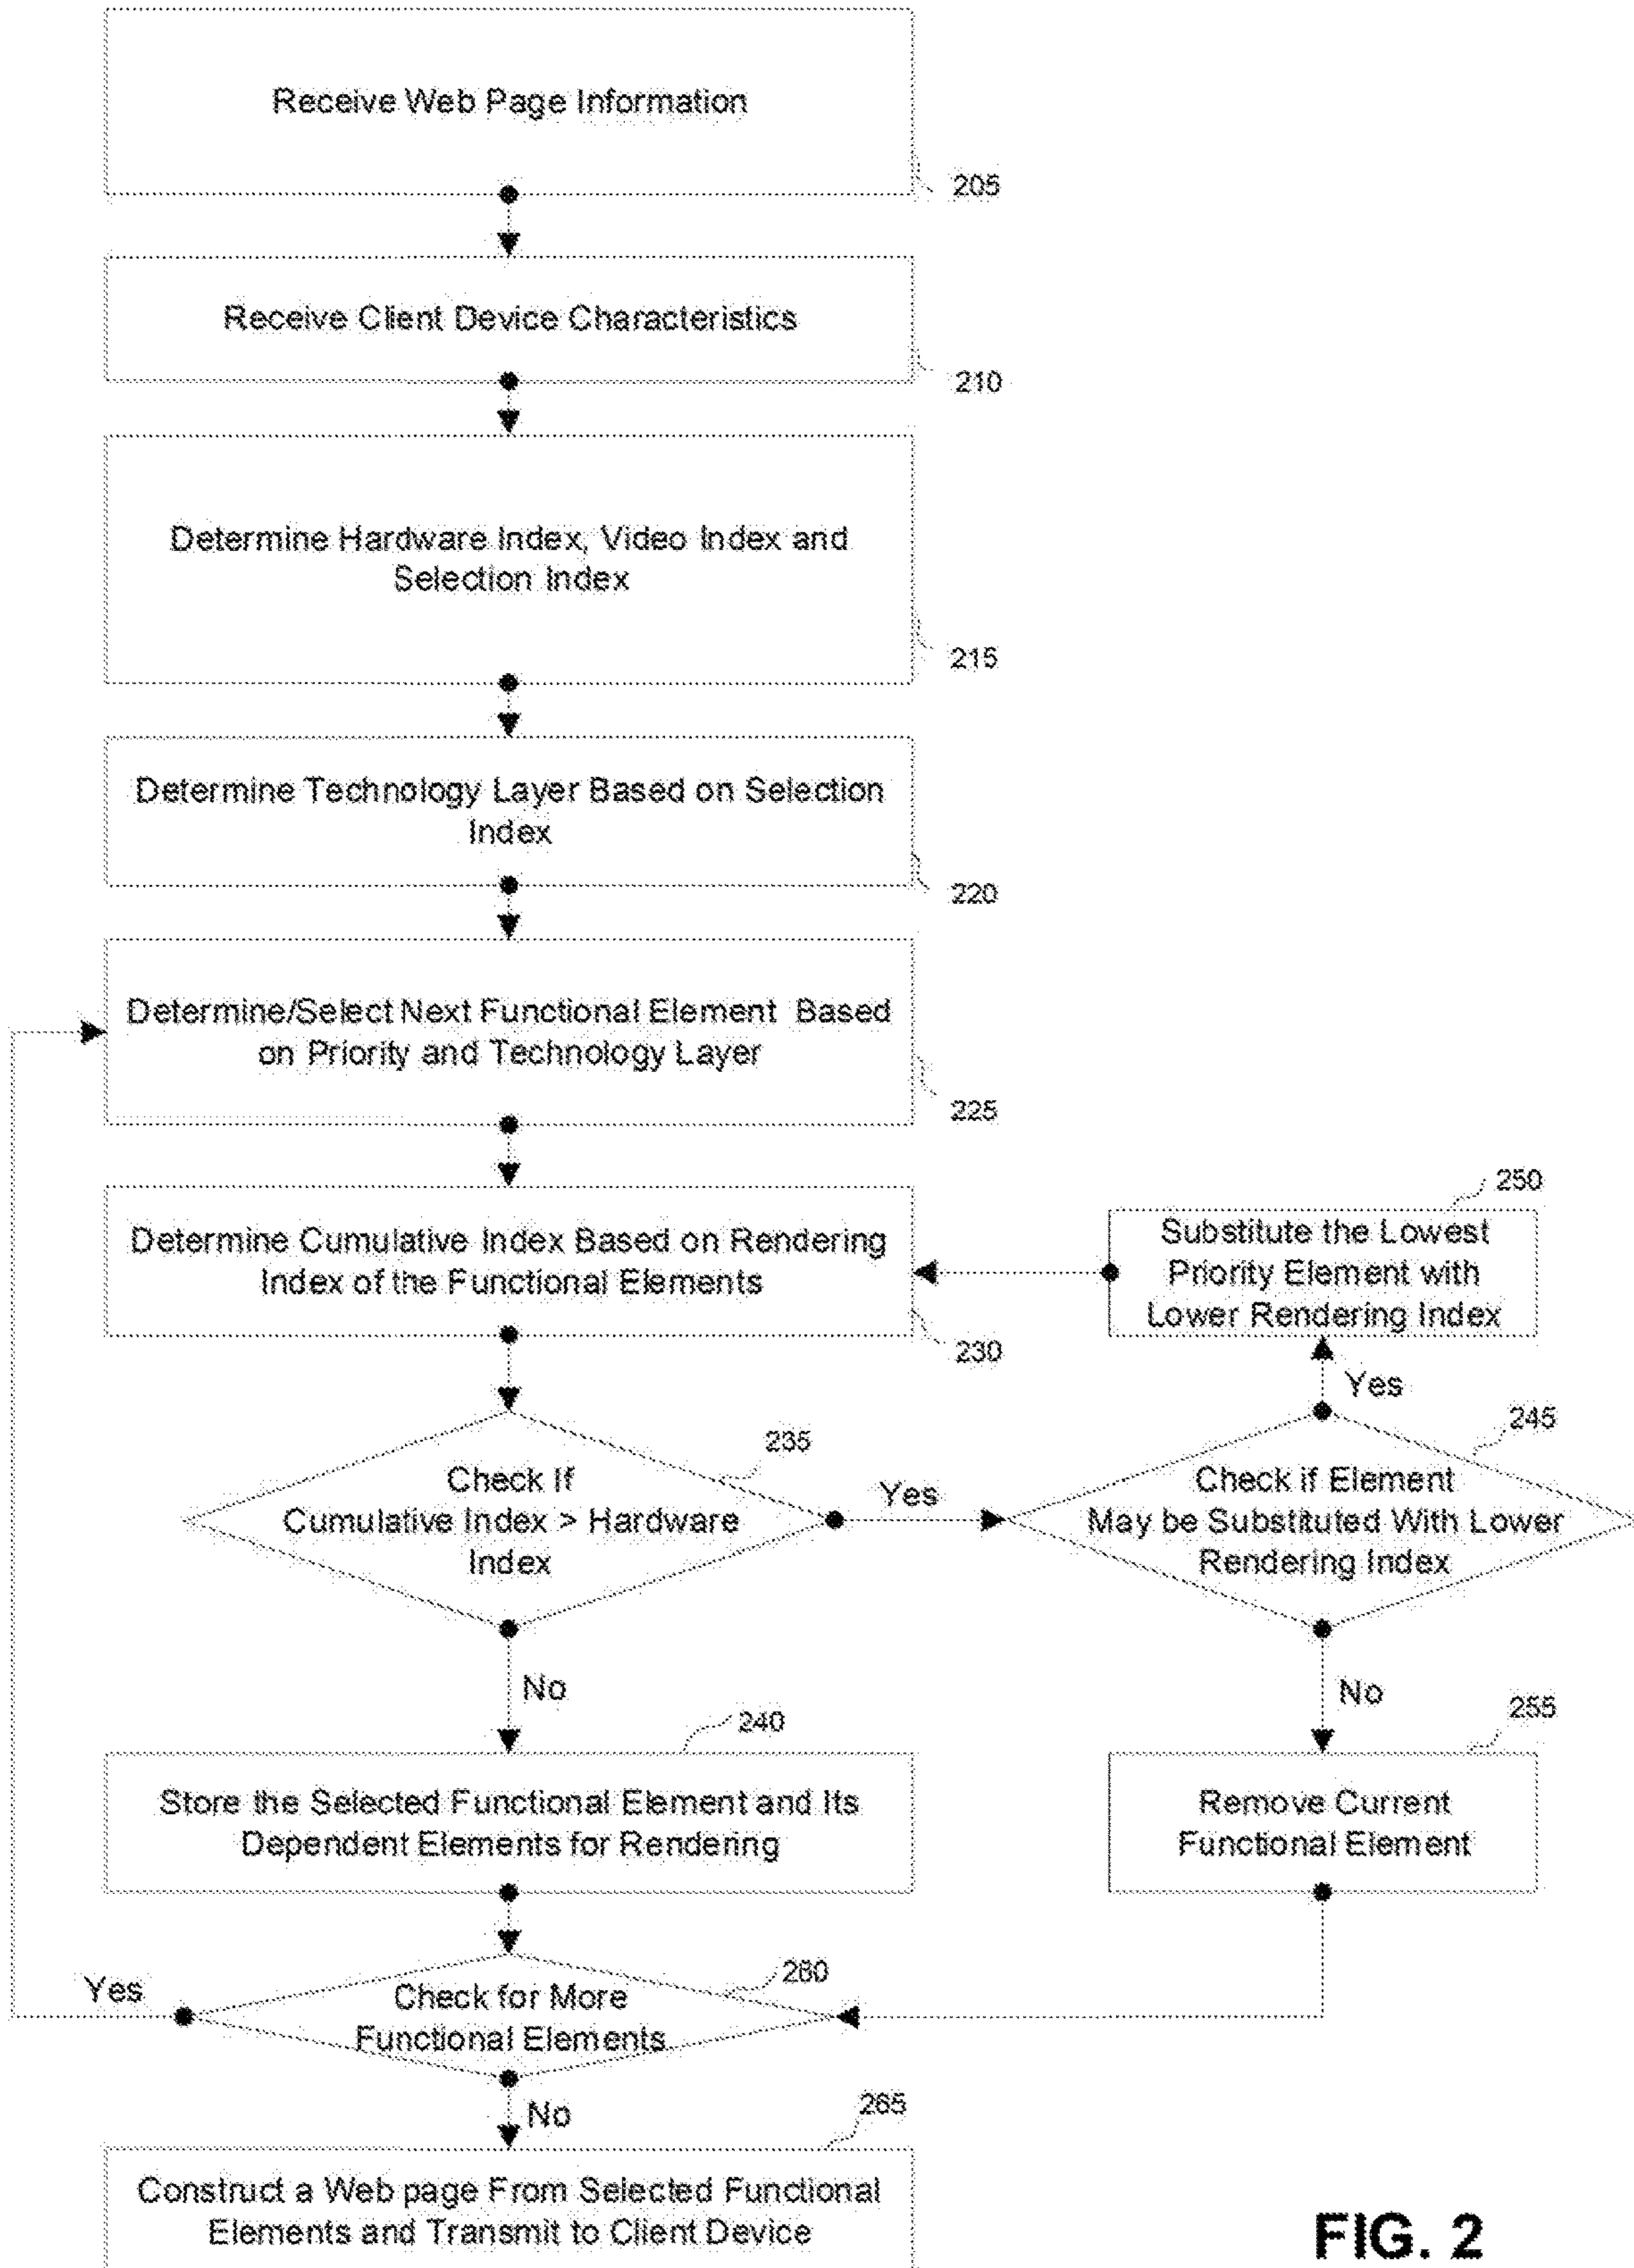 Receive Web Page Information
205
Receive Client Device Characteristics
210
Determine Hardware Index, Video Index and
Selection Index
215
Determine Technology Layer Based on Selection
Index
220
Determine/Select Next Functional Element Based
on Priority and Technology Layer
225
Determine Cumulative Index Based on Rendering
Index of the Functional Elements
230
250
Substitute the Lowest
Priority Element with
Lower Rendering Index
Yes
235
Check If
Cumulative Index > Hardware
Index
Yes
245
Check if Element
May be Substituted With Lower
Rendering Index
No
No
240
Store the Selected Functional Element and Its
Dependent Elements for Rendering
255
Remove Current
Functional Element
Yes
260
Check for More
Functional Elements
No
265
Construct a Web page From Selected Functional
Elements and Transmit to Client Device
FIG. 2